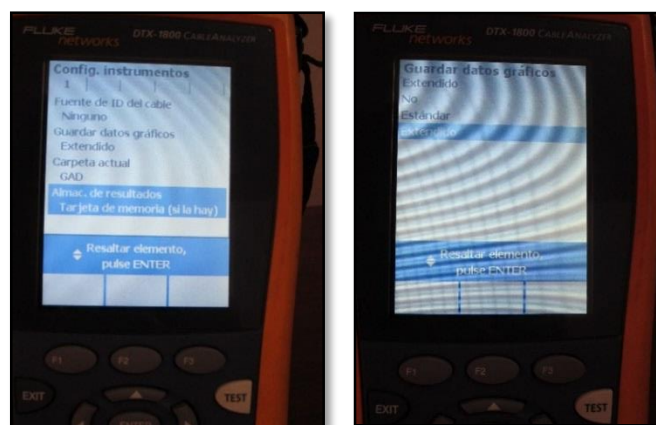 FLUKE
networks
DTX-1800 CABLEANALYZER
Config. instrumentos
1
Fuente de ID del cable
Ninguno
Guardar datos gráficos
Extendido
Carpeta actual
GAD
Almac. de resultados
Tarjeta de memoria (si la hay)
Resaltar elemento,
pulse ENTER
F1
F2
F3
EXIT
TEST
ENTER
FLUKE
networks
DTX-1800 CABLEANALYZER
Guardar datos gráficos
Extendido
No
Estándar
Extendido
Resaltar elemento,
pulse ENTER
F1
F2
F3
EXIT
TEST